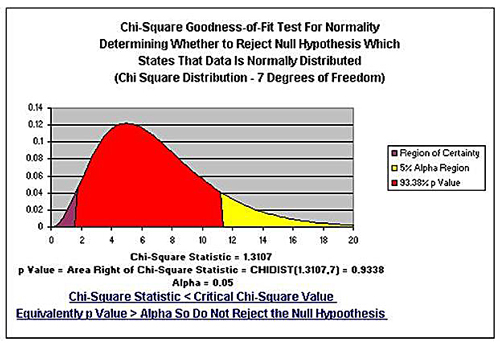 Chi-Square Goodness-of-Fit Test For Normality
Determining Whether to Reject Null Hypothesis Which
States That Data Is Normally Distributed
(Chi Square Distribution - 7 Degrees of Freedom)
0.14
0.12
0.1
0.08
0.06
0.04
0.02
0
0 2 4 6 8 10 12 14 16 18 20
Region of Certainty
5% Alpha Region
93.38% p Value
Chi-Square Statistic = 1.3107
p Value = Area Right of Chi-Square Statistic = CHIDIST(1.3107,7) = 0.9338
Alpha = 0.05
Chi-Square Statistic < Critical Chi-Square Value
Equivalently p Value > Alpha So Do Not Reject the Null Hypoothesis